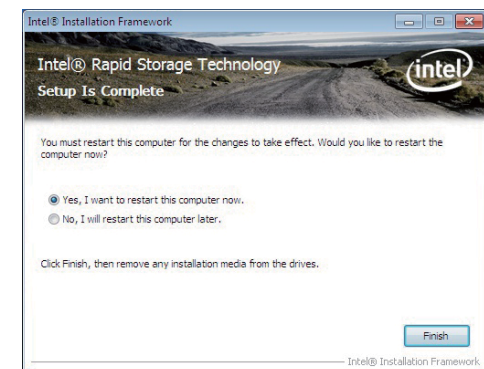 Intel® Installation Framework
Intel® Rapid Storage Technology
Setup Is Complete
intel
You must restart this computer for the changes to take effect. Would you like to restart the
computer now?
Yes, I want to restart this computer now.
No, I will restart this computer later.
Click Finish, then remove any installation media from the drives.
Finish
Intel® Installation Framework